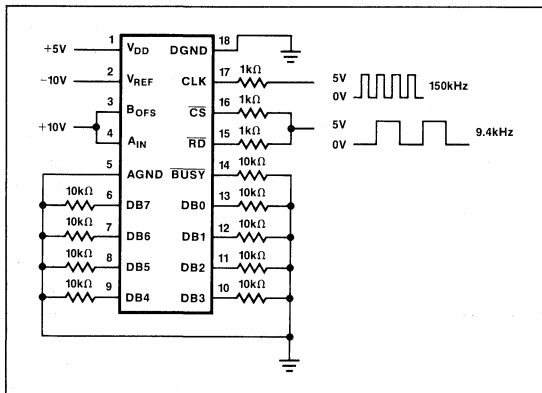 +5V 1 VDD DGND 18
−10V 2 VREF CLK 17 1kΩ 5V 0V 150kHz
+10V 3 BOFS CS 16 1kΩ
4 AIN RD 15 1kΩ 5V 0V 9.4kHz
5 AGND BUSY 14 10kΩ
10kΩ 6 DB7 DB0 13 10kΩ
10kΩ 7 DB6 DB1 12 10kΩ
10kΩ 8 DB5 DB2 11 10kΩ
10kΩ 9 DB4 DB3 10 10kΩ